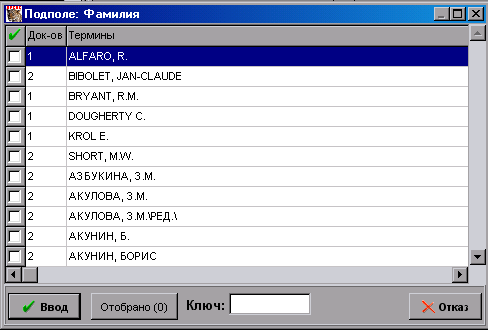 Подполе: Фамилия
Док-ов Термины
1 ALFARO, R.
2 BIBOLET, JAN-CLAUDE
1 BRYANT, R.M.
1 DOUGHERTY C.
1 KROL E.
2 SHORT, M.W.
2 АЗБУКИНА, З.М.
2 АКУЛОВА, З.М.
2 АКУЛОВА, З.М.\РЕД.\
2 АКУНИН, Б.
2 АКУНИН, БОРИС
Ввод Отобрано (0) Ключ: Отказ